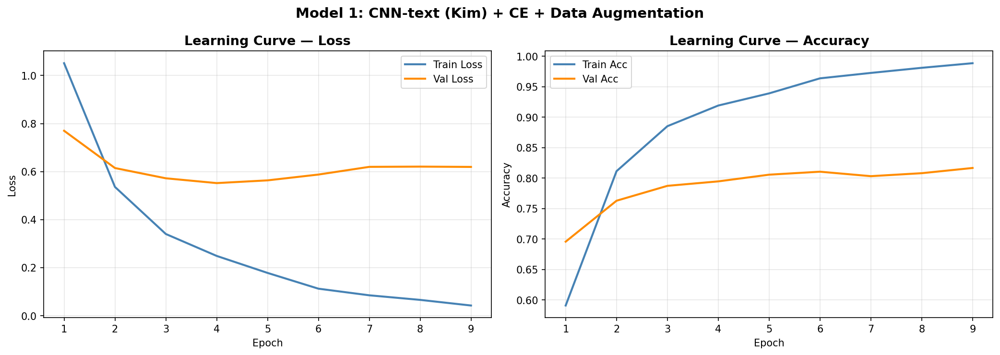 Model 1: CNN-text (Kim) + CE + Data Augmentation
Learning Curve — Loss
Train Loss
Val Loss
1.0
0.8
0.6
0.4
0.2
0.0
Loss
1 2 3 4 5 6 7 8 9
Epoch
Learning Curve — Accuracy
Train Acc
Val Acc
1.00
0.95
0.90
0.85
0.80
0.75
0.70
0.65
0.60
Accuracy
1 2 3 4 5 6 7 8 9
Epoch